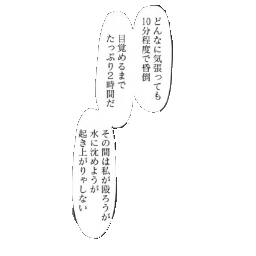 どんなに気張っても
10分程度で昏倒
目覚めるまで
たっぷり2時間だ
その間は私が殴ろうが
水に沈めようが
起き上がりゃしない